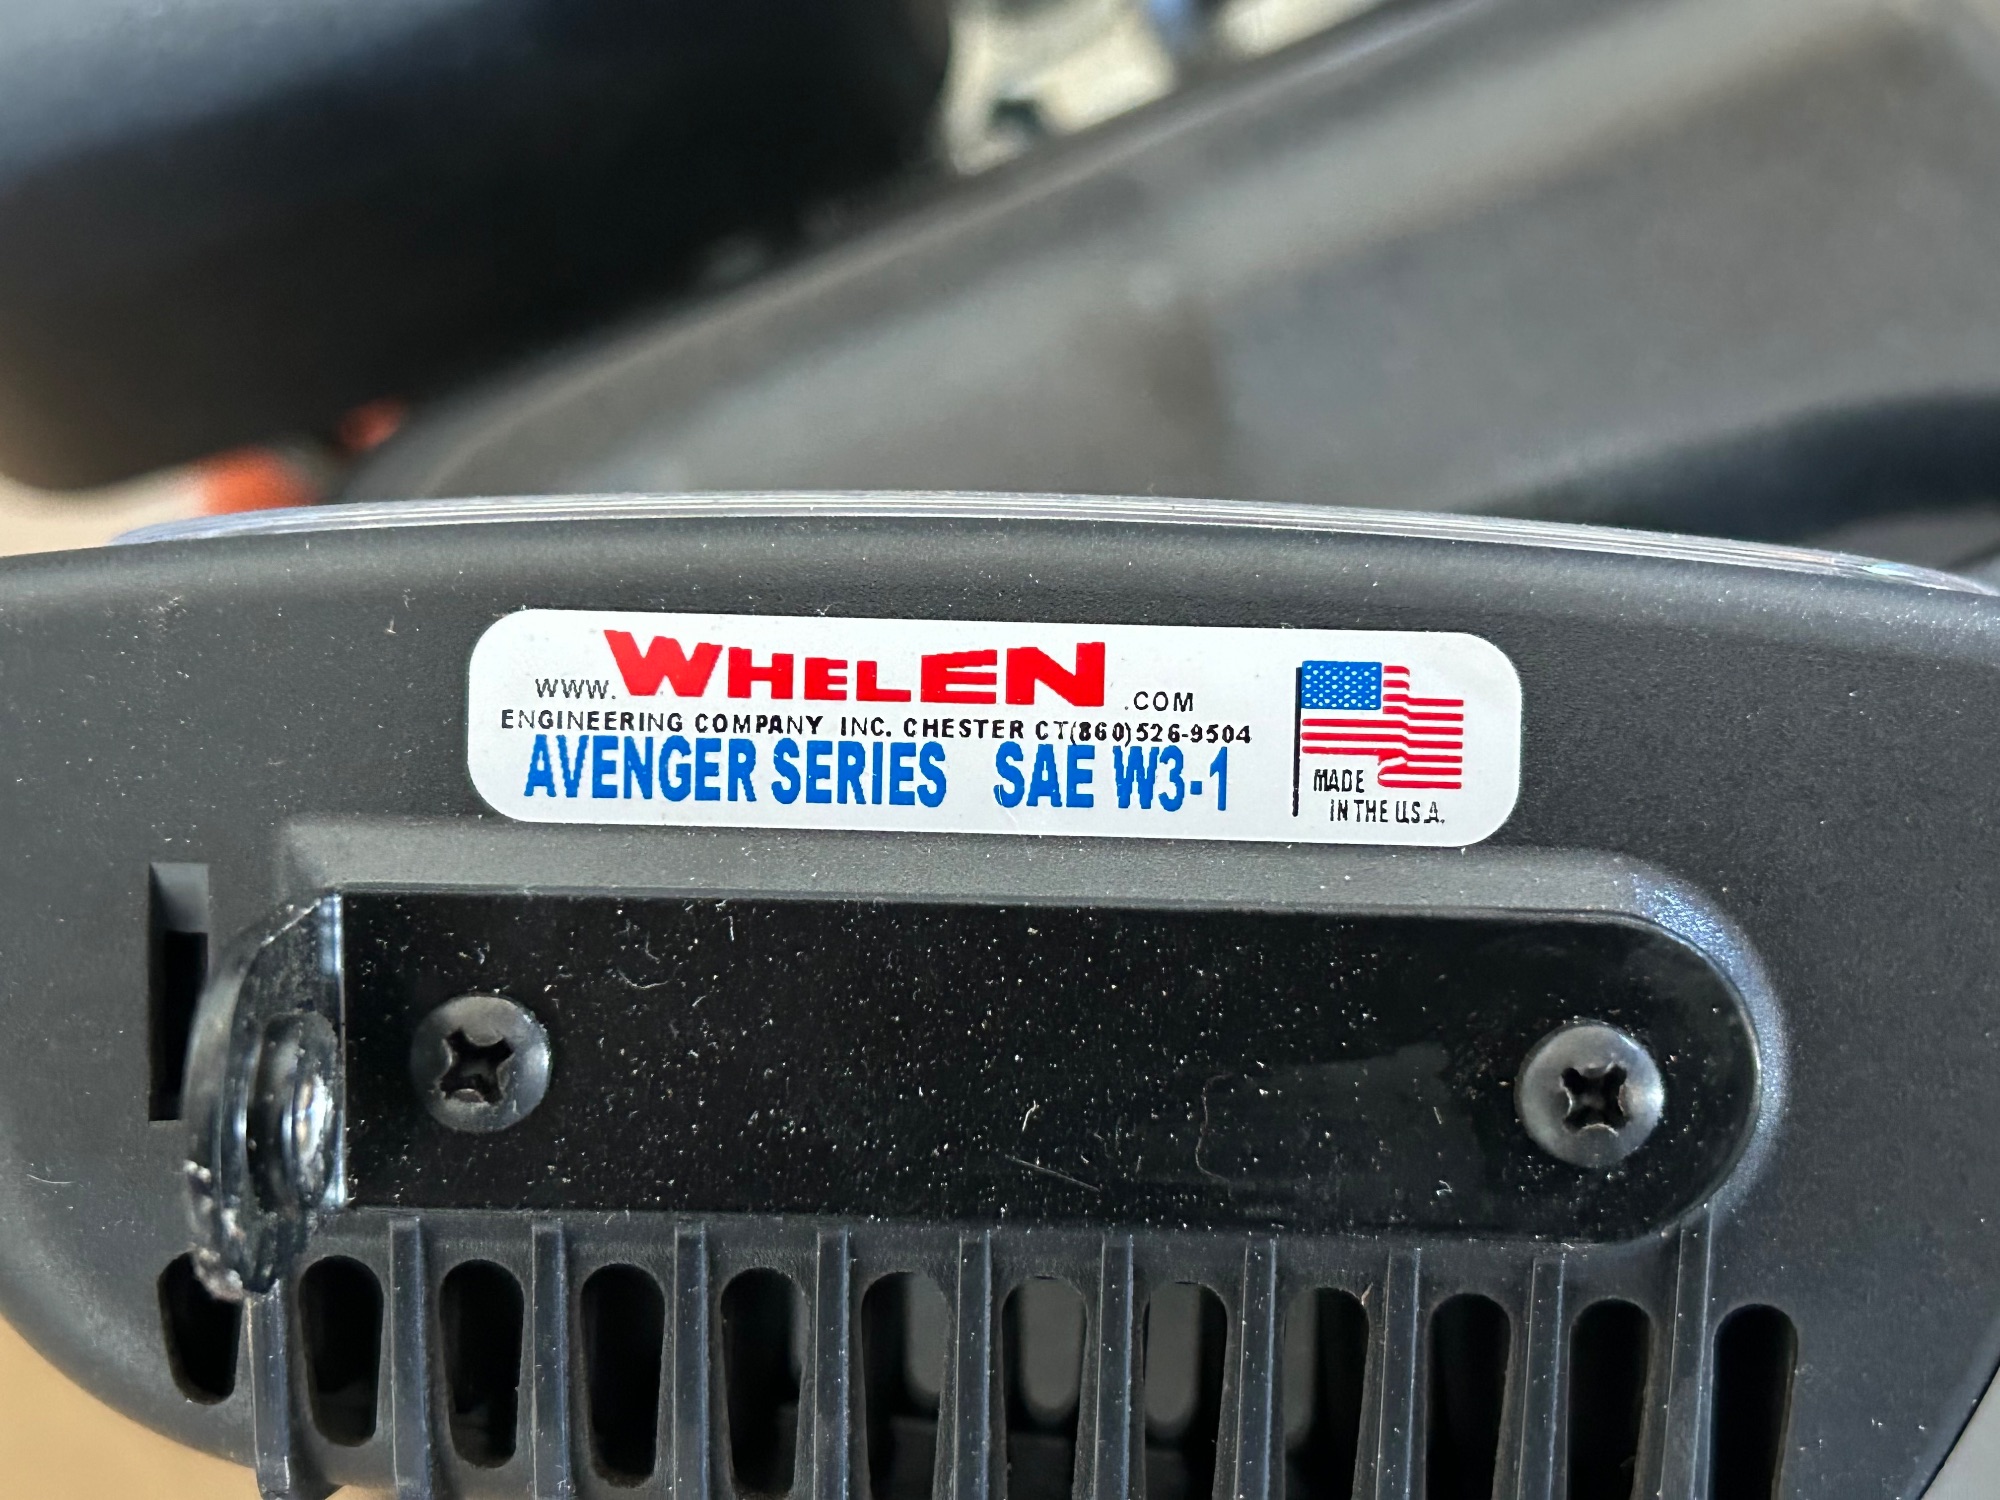 WWW.WHELEN.COM
ENGINEERING COMPANY INC. CHESTER CT(860)526-9504
AVENGER SERIES SAE W3-1
MADE
IN THE U.S.A.